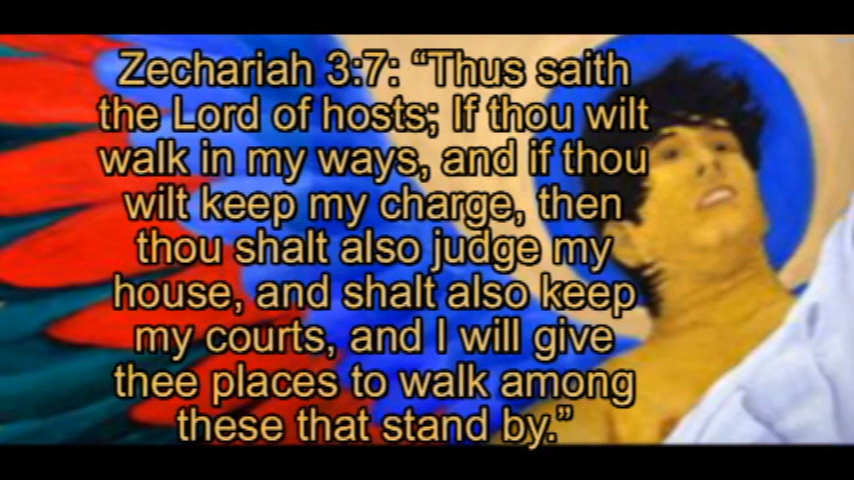 Zechariah 3:7: “Thus saith
the Lord of hosts; If thou wilt
walk in my ways, and if thou
wilt keep my charge, then
thou shalt also judge my
house, and shalt also keep
my courts, and I will give
thee places to walk among
these that stand by.”